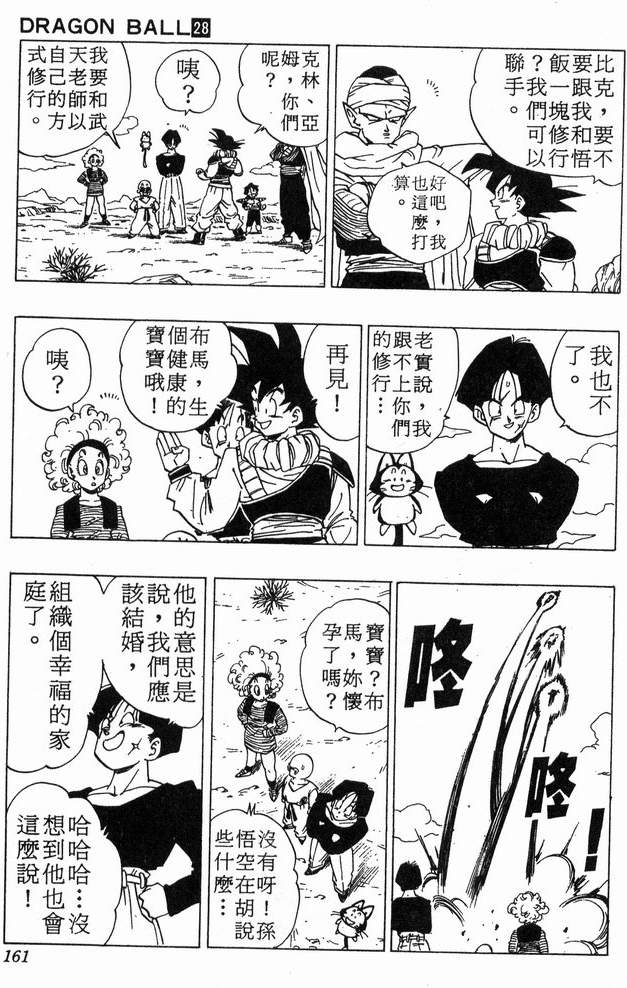 DRAGON BALL 28
比克，要不
要跟我和悟
飯一塊修行
？我們可以
聯手。
好吧，我
也這麼打
算。
克林、亞
姆，你們
呢？
咦？
我要和武
天老師以
自己的方
式修行。
我也不
了。
老實說，我
跟不上你們
的修行…
再見！
布馬，生
個健康的
寶寶哦！
咦？
咚
咚！
寶寶？布
馬，妳懷
孕了嗎？
沒有呀！孫
悟空在胡說
些什麼…
他的意思是
說，我們應
該結婚，
組織個幸福的家
庭了。
哈哈哈…沒
想到他也會
這麼說！
161